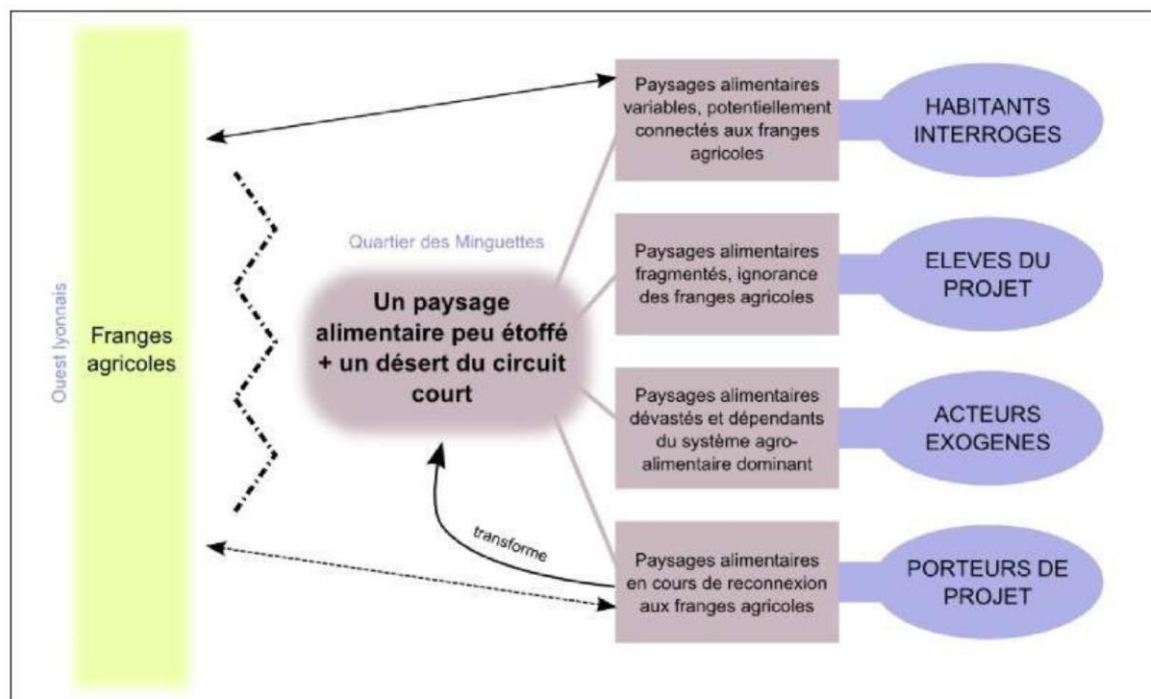 Ouest lyonnais
Franges
agricoles
Quartier des Minguettes
Un paysage
alimentaire peu étoffé
+ un désert du circuit
court
transforme
Paysages alimentaires
variables, potentiellement
connectés aux franges
agricoles
HABITANTS
INTERROGES
Paysages alimentaires
fragmentés, ignorance
des franges agricoles
ELEVES DU
PROJET
Paysages alimentaires
dévastés et dépendants
du système agro-
alimentaire dominant
ACTEURS
EXOGENES
Paysages alimentaires
en cours de reconnexion
aux franges agricoles
PORTEURS DE
PROJET